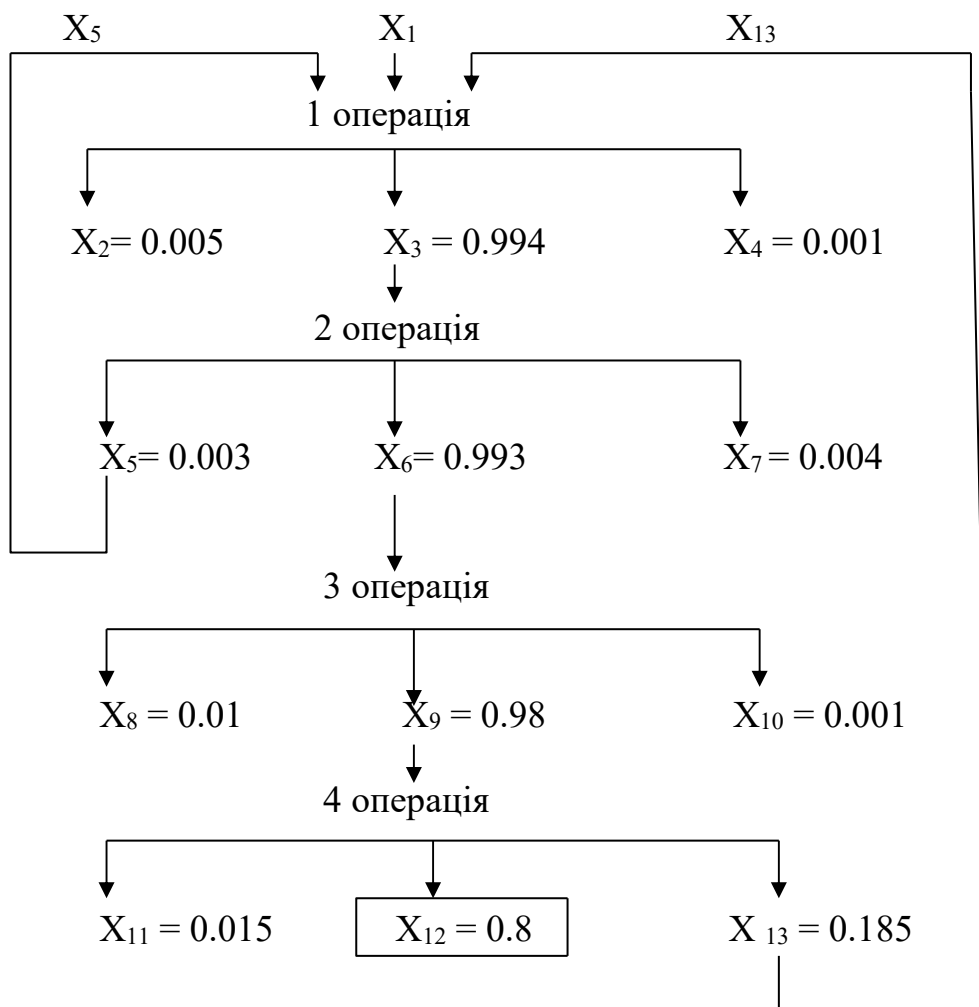 X₅ X₁ X₁₃
1 операція
X₂= 0.005 X₃ = 0.994 X₄ = 0.001
2 операція
X₅= 0.003 X₆= 0.993 X₇ = 0.004
3 операція
X₈ = 0.01 X₉ = 0.98 X₁₀ = 0.001
4 операція
X₁₁ = 0.015 X₁₂ = 0.8 X ₁₃ = 0.185